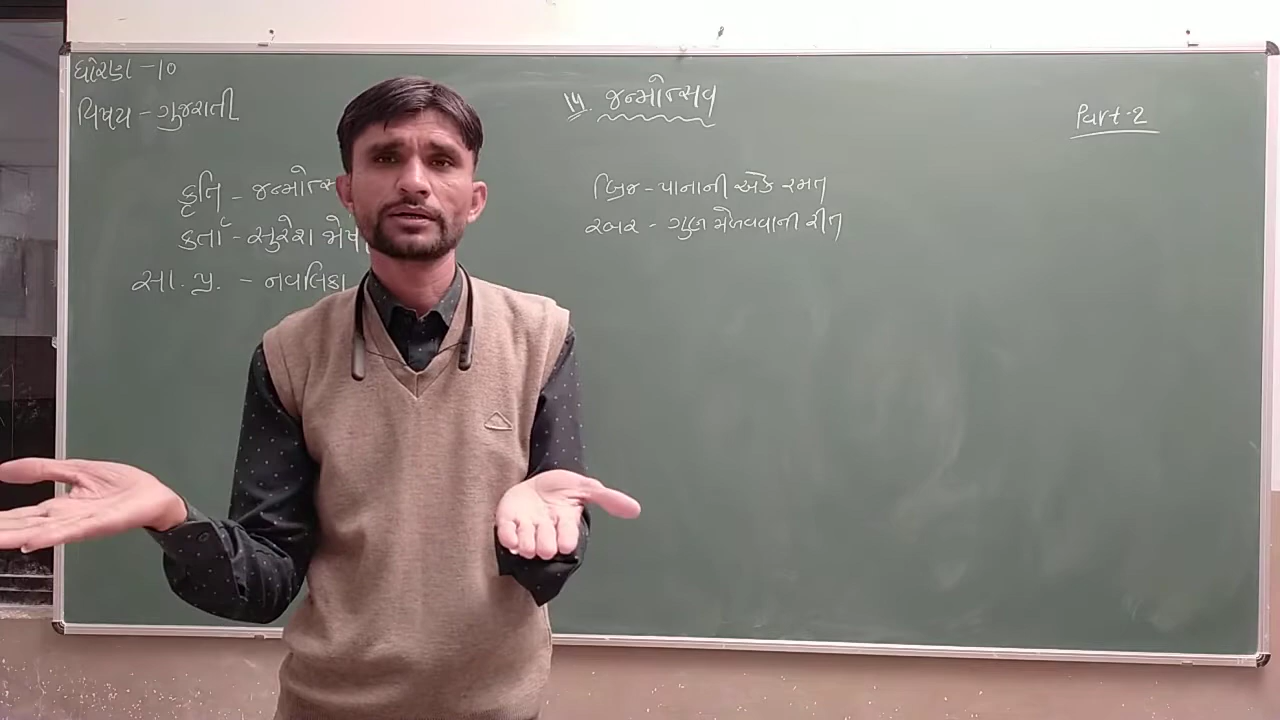 ધોરણ - 10
વિષય - ગુજરાતી
૧૫. જન્મોત્સવ
Part-2
કૃતિ - જન્મોત્સ
કર્તા - સુરેશ જોષી
સા. પ્ર. - નવલિકા
બ્રિજ - પાનાની એક રમત
રબર - ગુલ મેળવવાની રીત